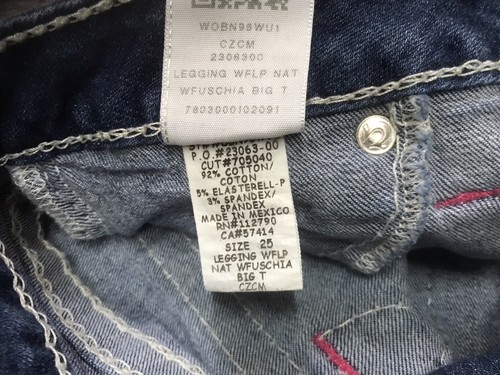 WOBN96WU1
CZCM
2306300
LEGGING WFLP NAT
WFUSCHIA BIG T
7803000102091
P.O.#23063-00
CUT#705040
92% COTTON/
COTON
5% ELASTERELL-P
3% SPANDEX/
SPANDEX
MADE IN MEXICO
RN#112790
CA#57414
SIZE 25
LEGGING WFLP
NAT WFUSCHIA
BIG T
CZCM